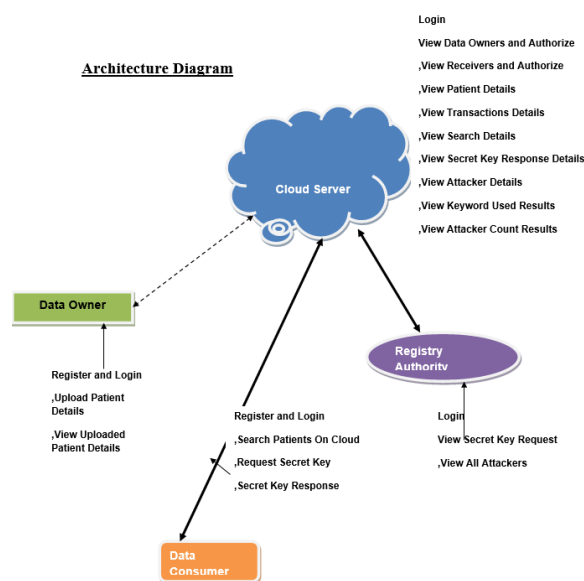 Architecture Diagram
Login
View Data Owners and Authorize
,View Receivers and Authorize
,View Patient Details
,View Transactions Details
,View Search Details
,View Secret Key Response Details
,View Attacker Details
,View Keyword Used Results
,View Attacker Count Results
Cloud Server
Data Owner
Register and Login
,Upload Patient
Details
,View Uploaded
Patient Details
Registry
Authority
Login
View Secret Key Request
,View All Attackers
Register and Login
,Search Patients On Cloud
,Request Secret Key
,Secret Key Response
Data
Consumer